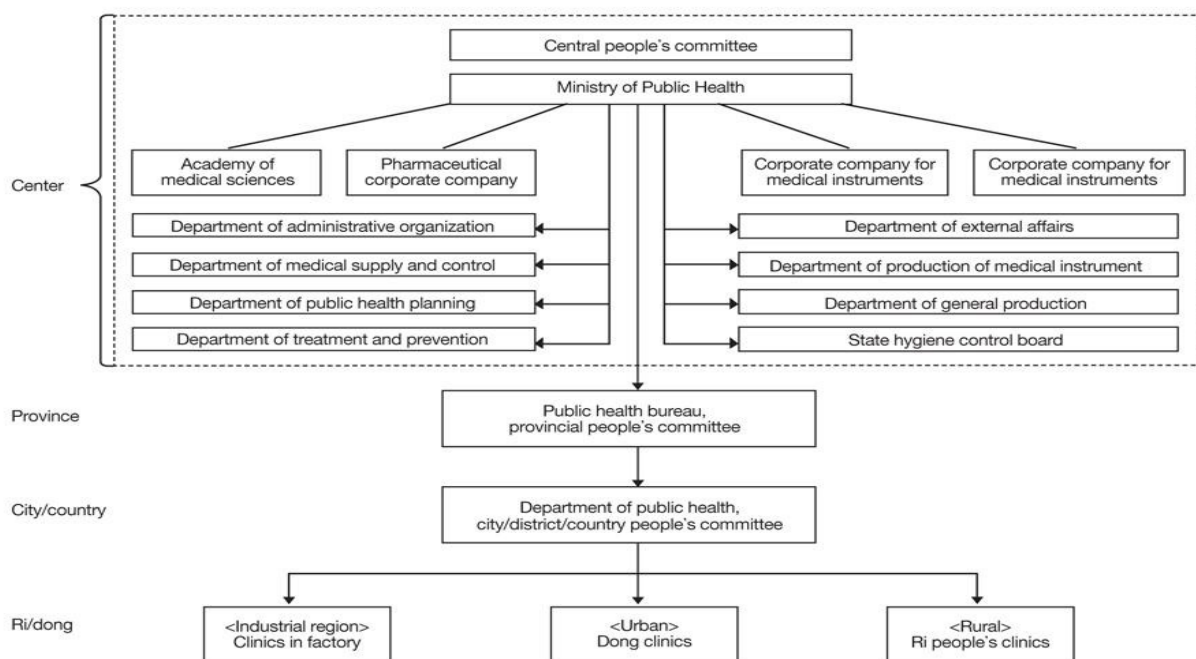 Central people's committee
Ministry of Public Health
Center
Academy of
medical sciences
Pharmaceutical
corporate company
Corporate company for
medical instruments
Corporate company for
medical instruments
Department of administrative organization
Department of external affairs
Department of medical supply and control
Department of production of medical instrument
Department of public health planning
Department of general production
Department of treatment and prevention
State hygiene control board
Province
Public health bureau,
provincial people's committee
City/country
Department of public health,
city/district/country people's committee
Ri/dong
<Industrial region>
Clinics in factory
<Urban>
Dong clinics
<Rural>
Ri people's clinics